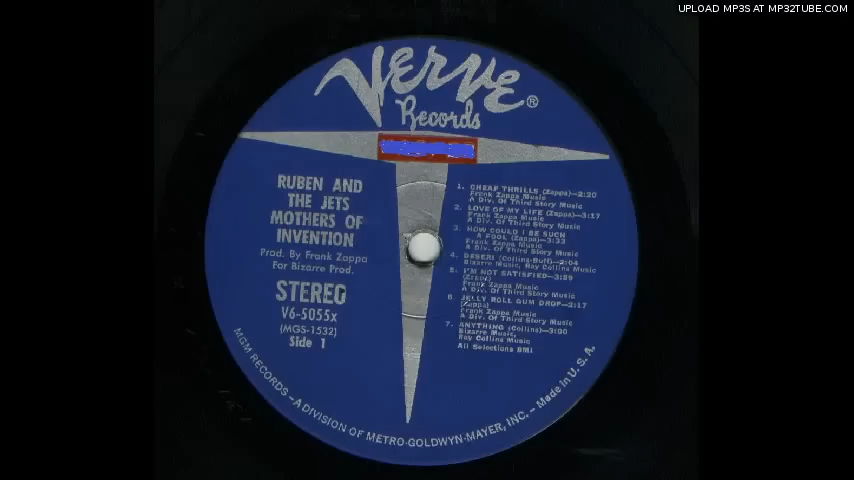 UPLOAD MP3S AT MP32TUBE.COM
Verve®
Records
RUBEN AND
THE JETS
MOTHERS OF
INVENTION
Prod. By Frank Zappa
For Bizarre Prod.
STEREO
V6-5055x
(MGS-1532)
Side 1
1. CHEAP THRILLS (Zappa)—2:20
Frank Zappa Music
A Div. Of Third Story Music
2. LOVE OF MY LIFE (Zappa)—3:17
Frank Zappa Music
A Div. Of Third Story Music
3. HOW COULD I BE SUCH
A FOOL (Zappa)—3:33
Frank Zappa Music
4. DESERI (Collins-Buff)—2:04
Bizarre Music, Ray Collins Music
5. I'M NOT SATISFIED—3:59
(Zappa)
Frank Zappa Music
A Div. Of Third Story Music
6. JELLY ROLL GUM DROP—2:17
(Zappa)
Frank Zappa Music
A Div. Of Third Story Music
7. ANYTHING (Collins)—3:00
Bizarre Music,
Ray Collins Music
All Selections BMI
MGM RECORDS—A DIVISION OF METRO-GOLDWYN-MAYER, INC.—Made in U.S.A.